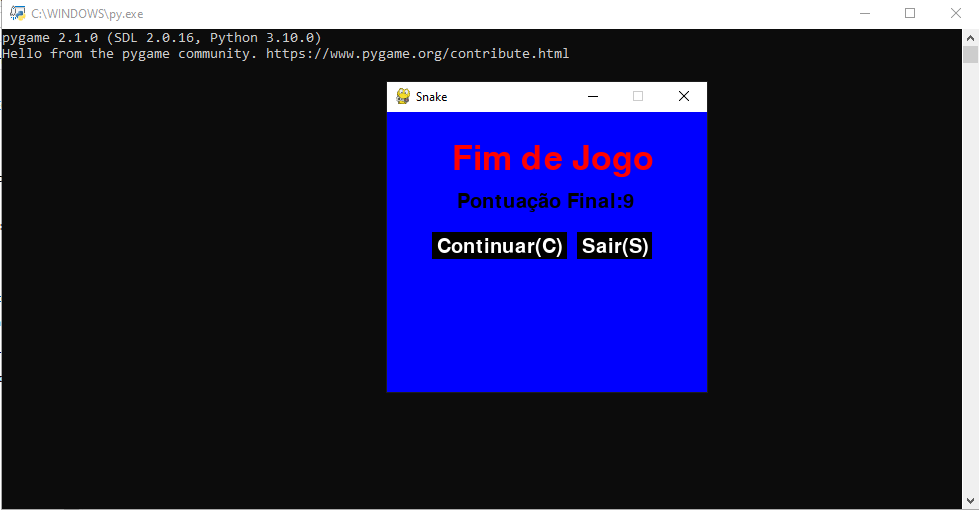 C:\WINDOWS\py.exe
pygame 2.1.0 (SDL 2.0.16, Python 3.10.0)
Hello from the pygame community. https://www.pygame.org/contribute.html
Snake
Fim de Jogo
Pontuação Final:9
Continuar(C) Sair(S)